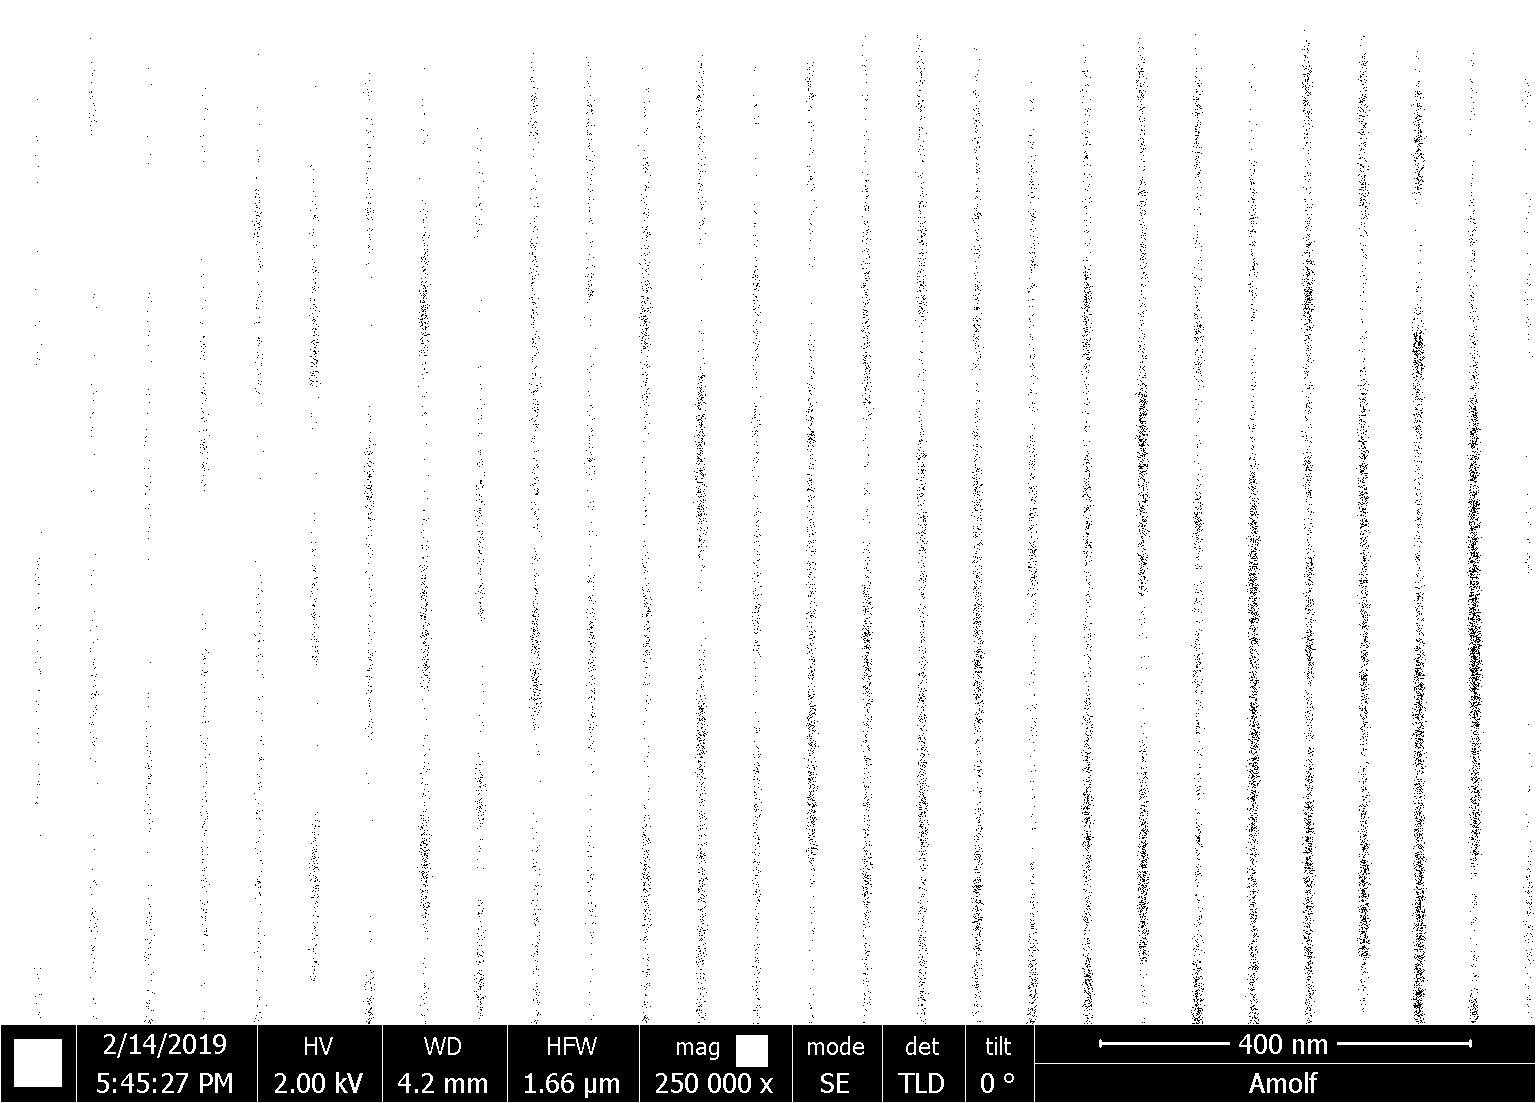 2/14/2019
5:45:27 PM
HV
2.00 kV
WD
4.2 mm
HFW
1.66 µm
mag
250 000 x
mode
SE
det
TLD
tilt
0 °
400 nm
Amolf